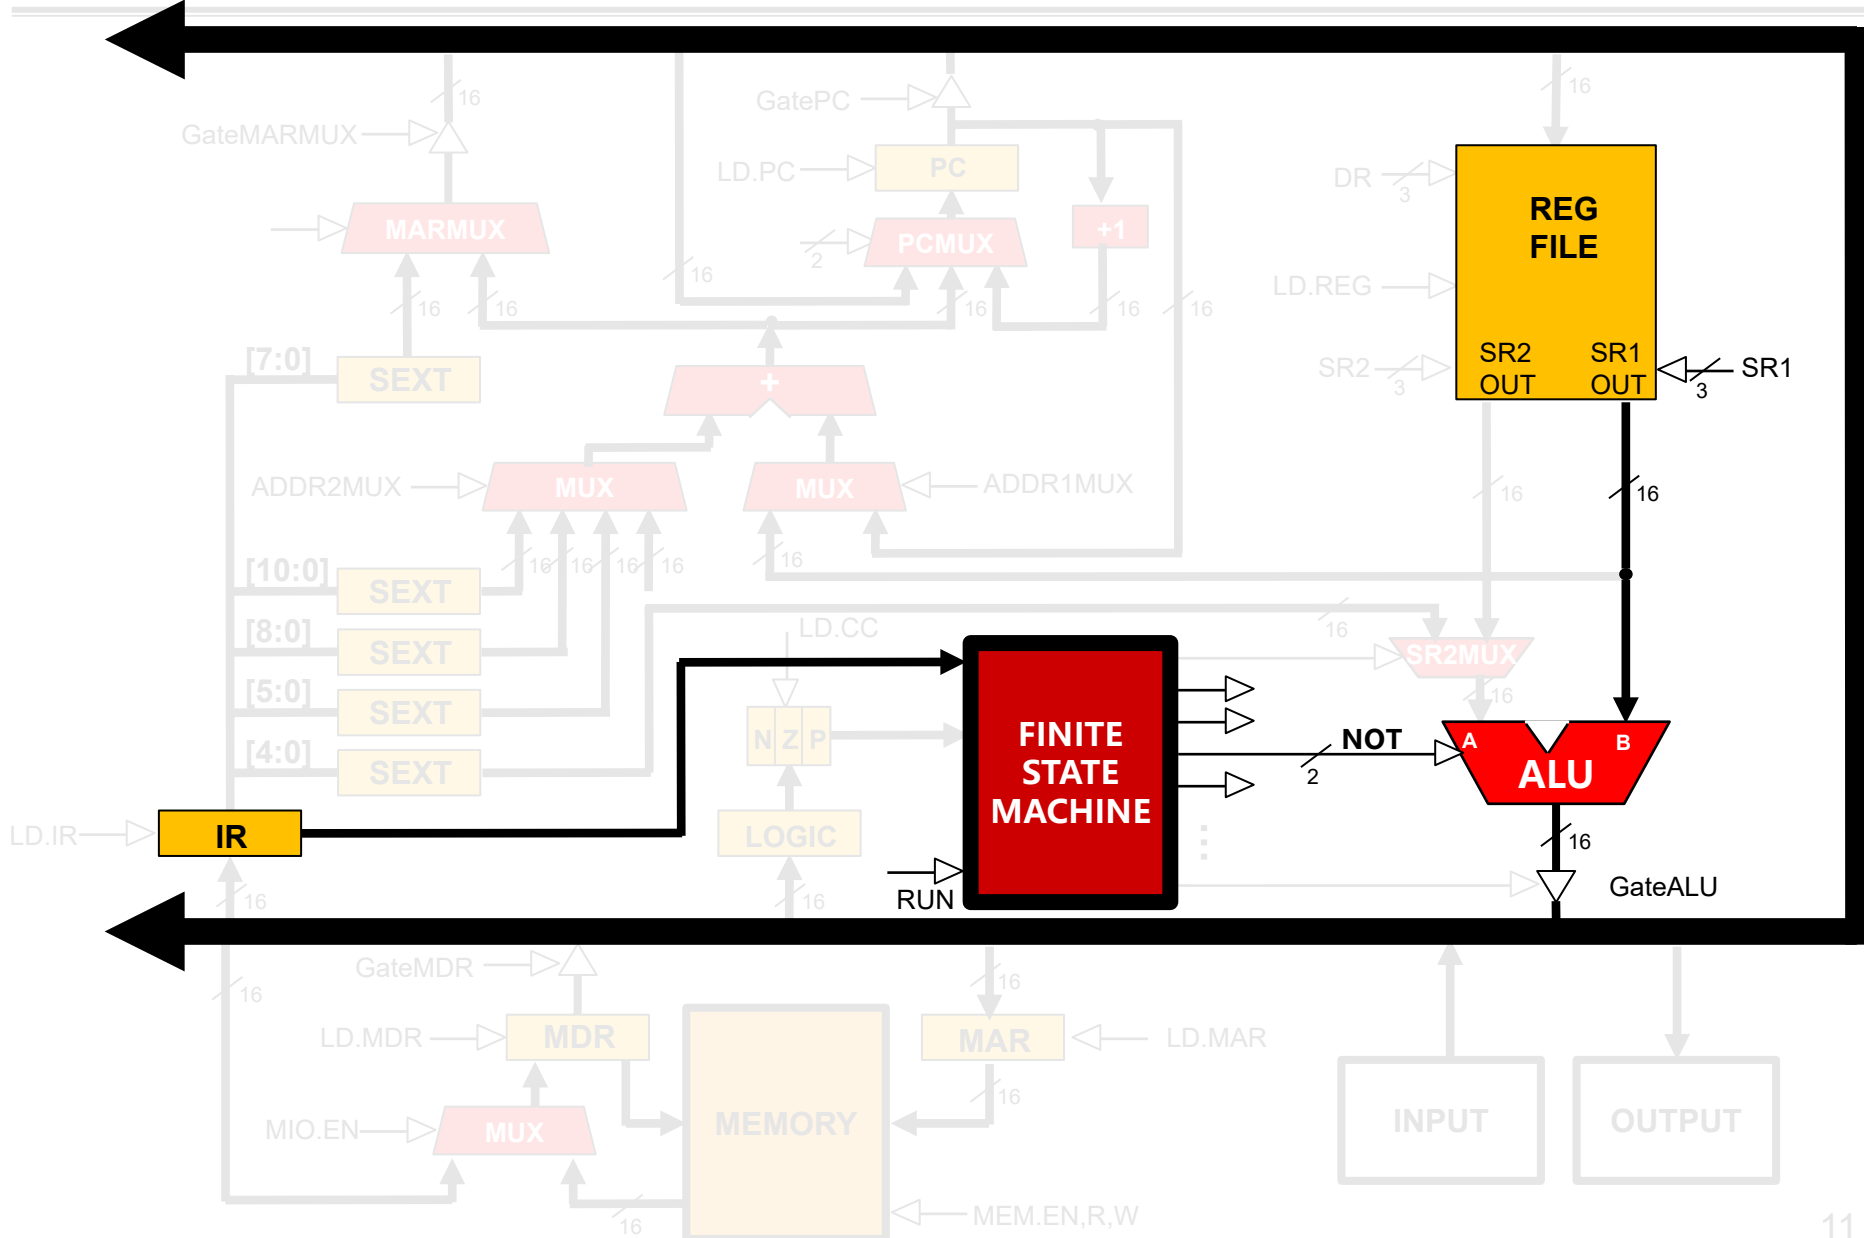 16
16
GatePC
GateMARMUX
LD.PC
PC
DR
3
REG
FILE
MARMUX
2
PCMUX
+1
16
LD.REG
16
16
16
16
16
[7:0]
SEXT
+
SR2
3
SR2
OUT
SR1
OUT
3
SR1
ADDR2MUX
MUX
MUX
ADDR1MUX
16
16
[10:0]
SEXT
16
16
16
16
16
[8:0]
SEXT
LD.CC
16
SR2MUX
[5:0]
SEXT
16
N Z P
FINITE
STATE
MACHINE
NOT
2
A
B
ALU
[4:0]
SEXT
LD.IR
IR
LOGIC
16
RUN
GateALU
16
16
GateMDR
16
16
LD.MDR
MDR
MAR
LD.MAR
16
MIO.EN
MUX
MEMORY
INPUT
OUTPUT
16
MEM.EN,R,W
11